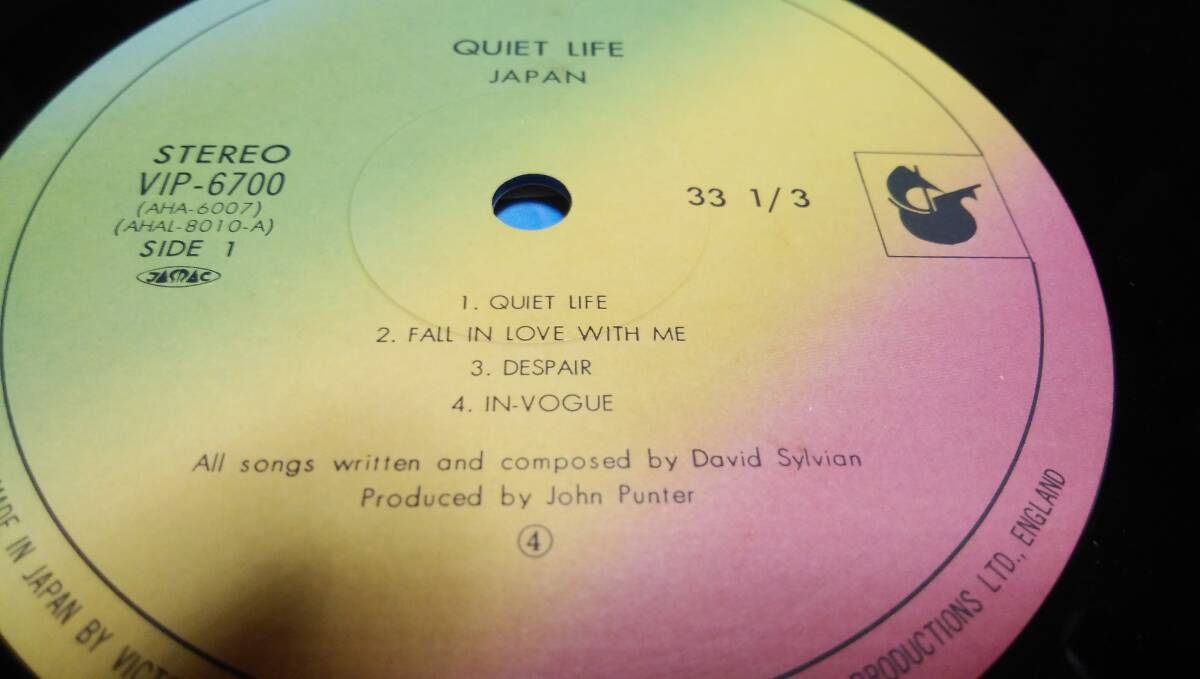 QUIET LIFE
JAPAN
STEREO
VIP-6700
(AHA-6007)
(AHAL-8010-A)
SIDE 1
JASRAC
33 1/3
1. QUIET LIFE
2. FALL IN LOVE WITH ME
3. DESPAIR
4. IN-VOGUE
All songs written and composed by David Sylvian
Produced by John Punter
4
IN JAPAN BY
LTD., ENGLAND